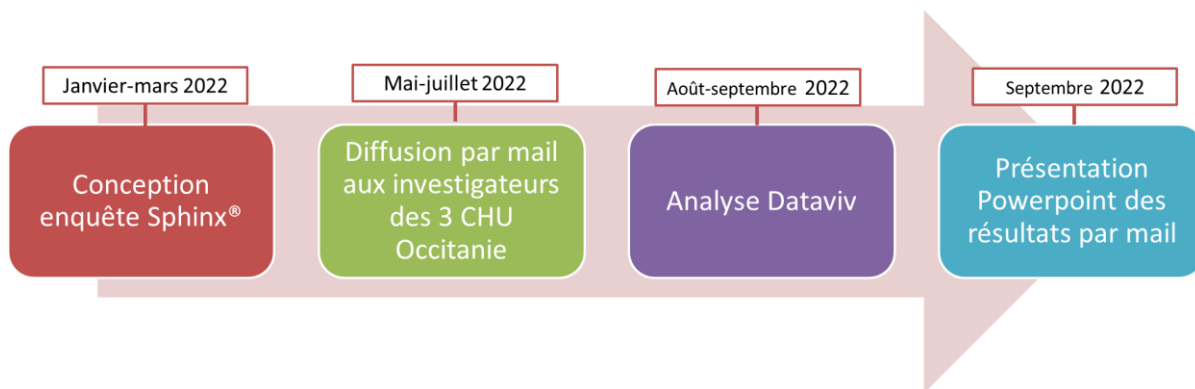 Janvier-mars 2022
Conception
enquête Sphinx®
Mai-juillet 2022
Diffusion par mail
aux investigateurs
des 3 CHU
Occitanie
Août-septembre 2022
Analyse Dataviv
Septembre 2022
Présentation
Powerpoint des
résultats par mail